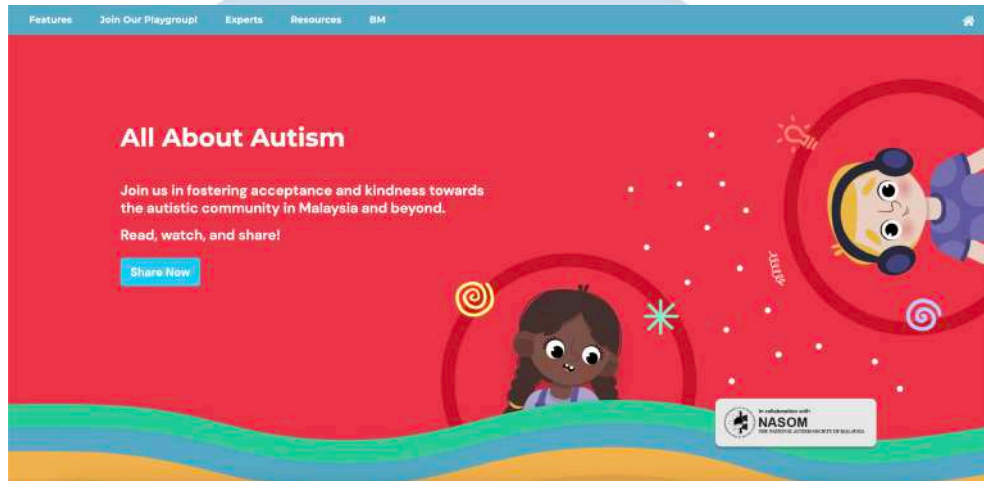 Features Join Our Playgroup! Experts Resources BM
All About Autism
Join us in fostering acceptance and kindness towards
the autistic community in Malaysia and beyond.
Read, watch, and share!
Share Now
In collaboration with
NASOM
THE NATIONAL AUTISM SOCIETY OF MALAYSIA